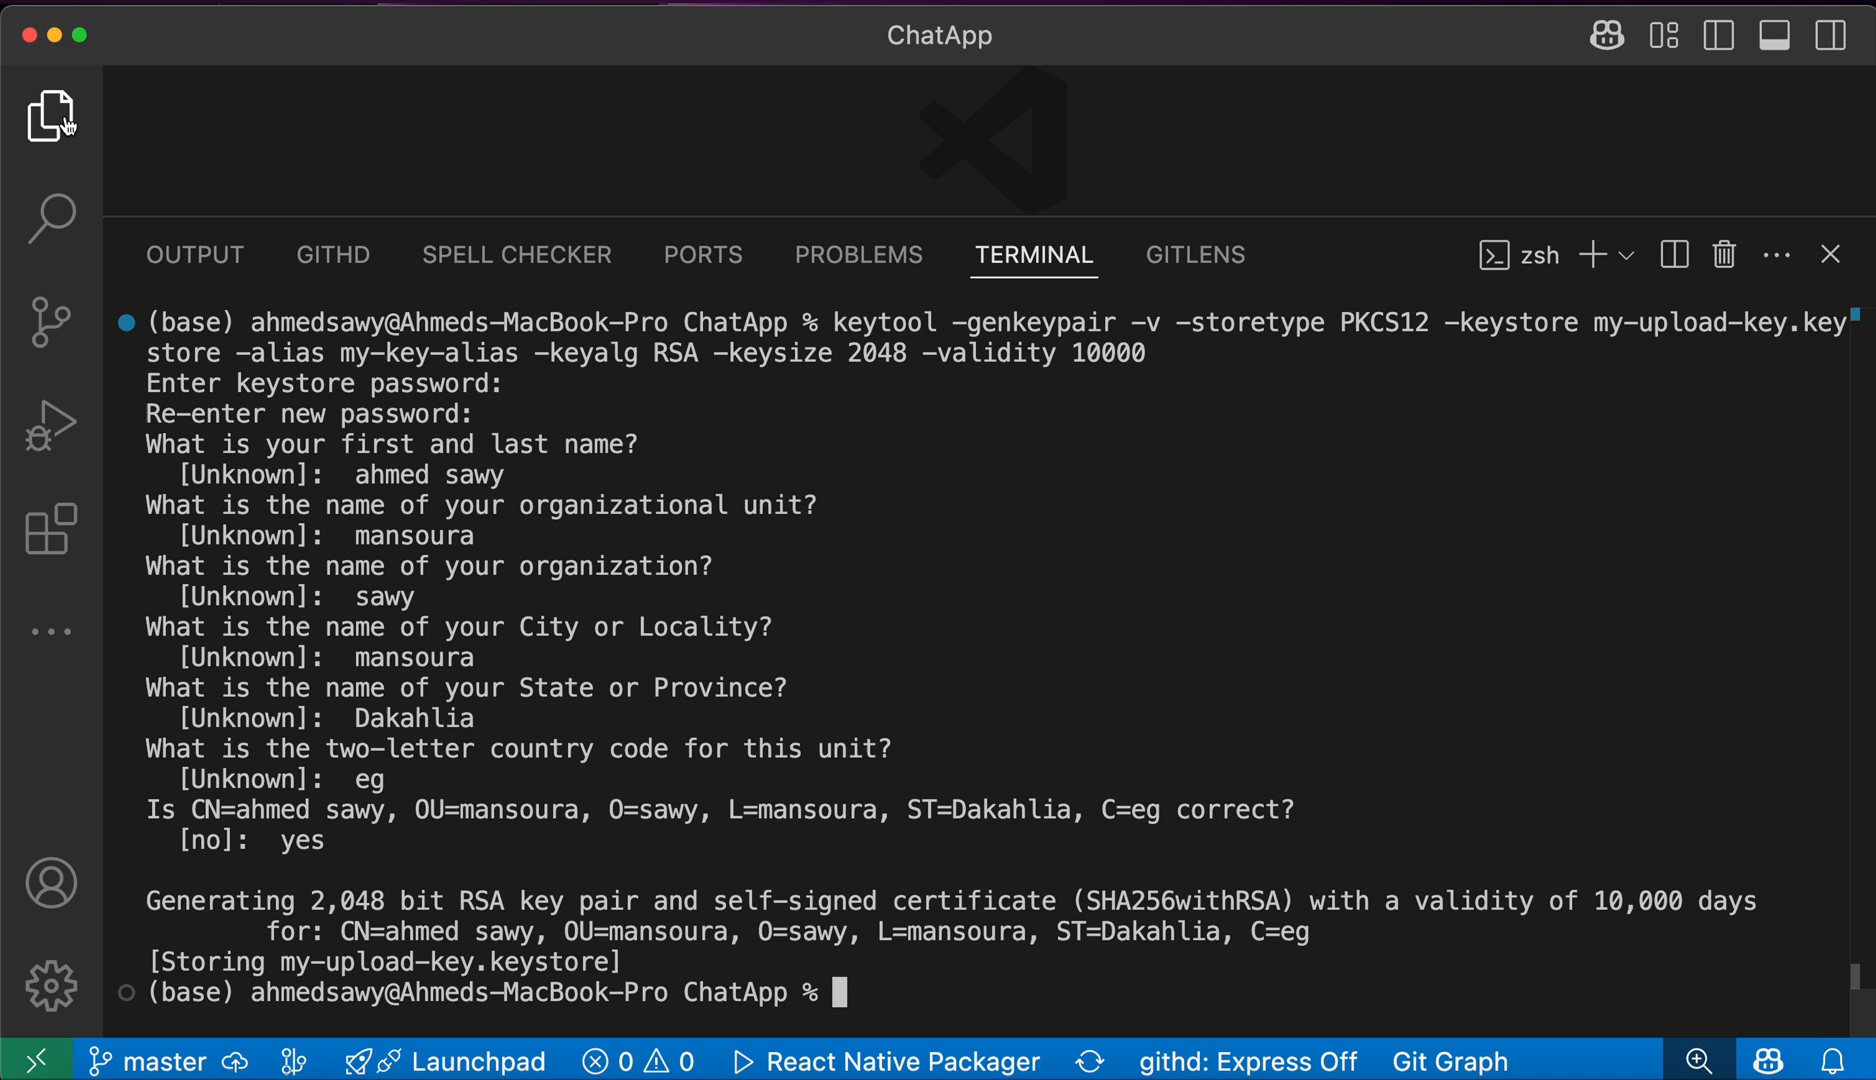 ChatApp
OUTPUT GITHD SPELL CHECKER PORTS PROBLEMS TERMINAL GITLENS zsh
(base) ahmedsawy@Ahmeds-MacBook-Pro ChatApp % keytool -genkeypair -v -storetype PKCS12 -keystore my-upload-key.key
store -alias my-key-alias -keyalg RSA -keysize 2048 -validity 10000
Enter keystore password:
Re-enter new password:
What is your first and last name?
[Unknown]: ahmed sawy
What is the name of your organizational unit?
[Unknown]: mansoura
What is the name of your organization?
[Unknown]: sawy
What is the name of your City or Locality?
[Unknown]: mansoura
What is the name of your State or Province?
[Unknown]: Dakahlia
What is the two-letter country code for this unit?
[Unknown]: eg
Is CN=ahmed sawy, OU=mansoura, O=sawy, L=mansoura, ST=Dakahlia, C=eg correct?
[no]: yes
Generating 2,048 bit RSA key pair and self-signed certificate (SHA256withRSA) with a validity of 10,000 days
for: CN=ahmed sawy, OU=mansoura, O=sawy, L=mansoura, ST=Dakahlia, C=eg
[Storing my-upload-key.keystore]
(base) ahmedsawy@Ahmeds-MacBook-Pro ChatApp %
master Launchpad 0 0 React Native Packager githd: Express Off Git Graph